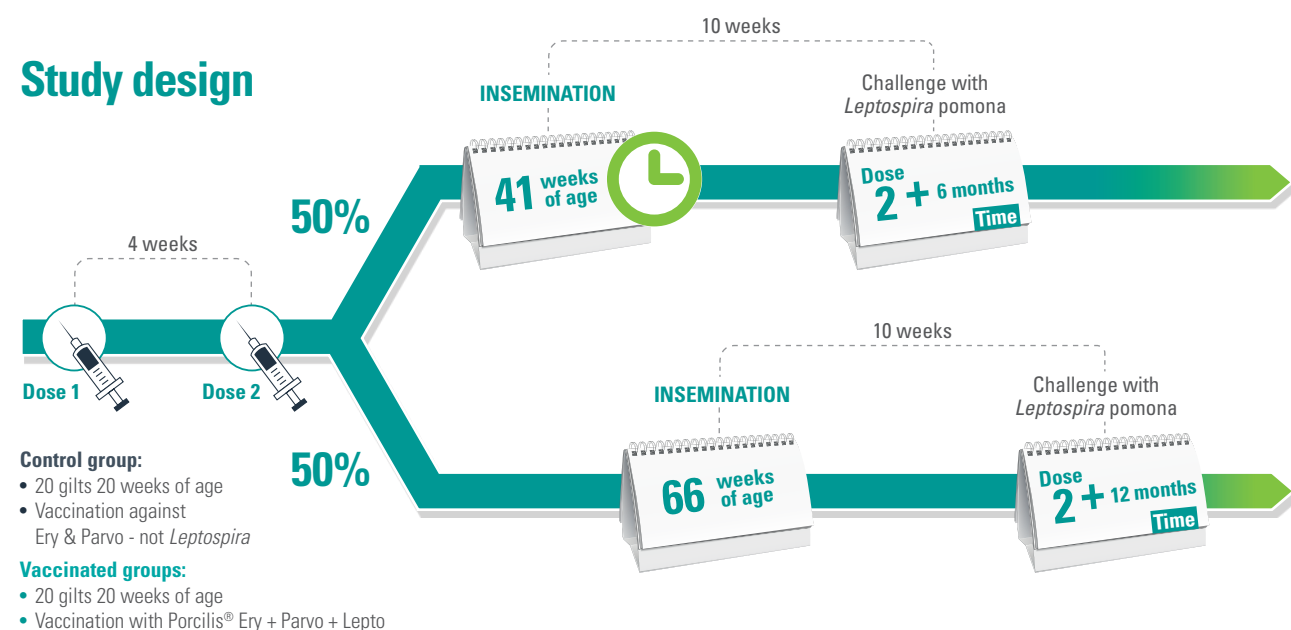 Study design
10 weeks
INSEMINATION
Challenge with
Leptospira pomona
41 weeks
of age
Dose
2 + 6 months
Time
50%
4 weeks
Dose 1
Dose 2
10 weeks
INSEMINATION
Challenge with
Leptospira pomona
50%
66 weeks
of age
Dose
2 + 12 months
Time
Control group:
• 20 gilts 20 weeks of age
• Vaccination against
Ery & Parvo - not Leptospira
Vaccinated groups:
• 20 gilts 20 weeks of age
• Vaccination with Porcilis® Ery + Parvo + Lepto